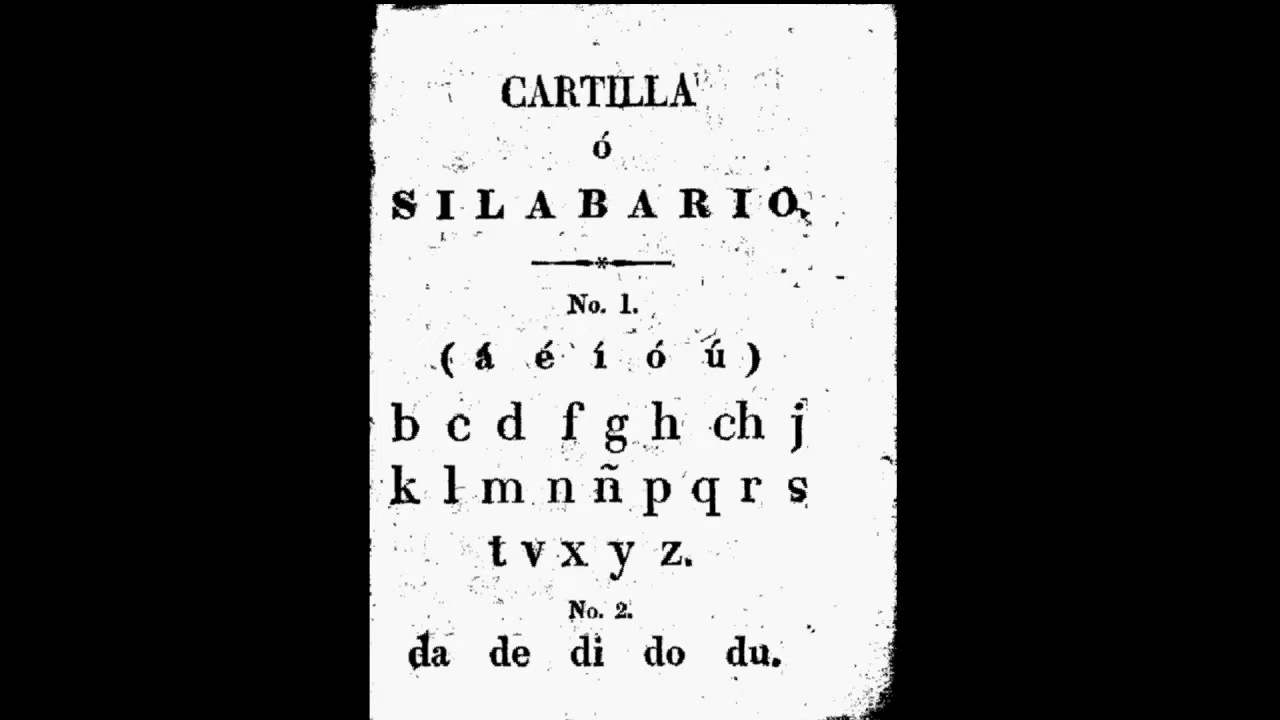 CARTILLA
ó
SILABARIO,
No. 1.
( á é í ó ú )
b c d f g h ch j
k l m n ñ p q r s
t v x y z.
No. 2.
da de di do du.